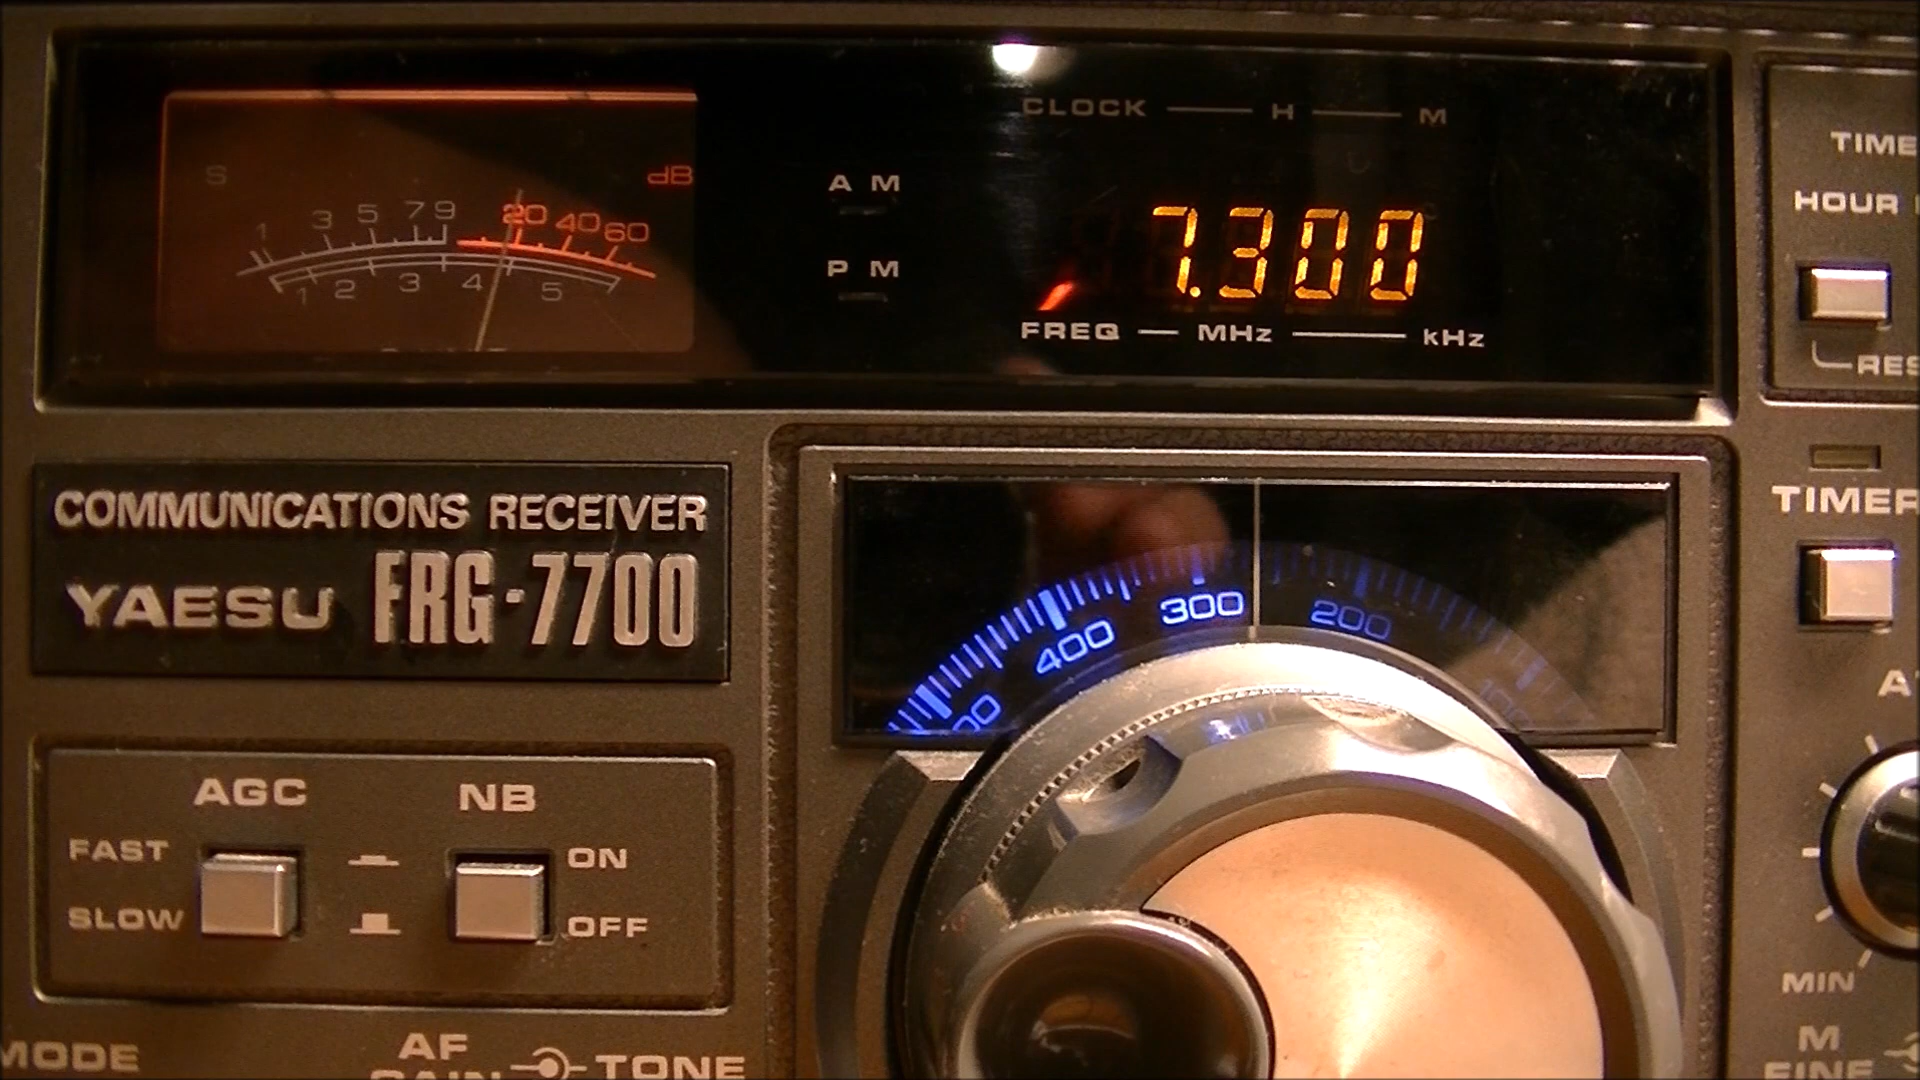 CLOCK H M
S dB
1 3 5 7 9 20 40 60
1 2 3 4 5
AM
PM
7.300
FREQ MHz kHz
TIME
HOUR
RES
COMMUNICATIONS RECEIVER
YAESU FRG-7700
400 300 200 100
TIMER
AGC NB
FAST ON
SLOW OFF
MIN
MODE AF TONE
GAIN
M
FINE